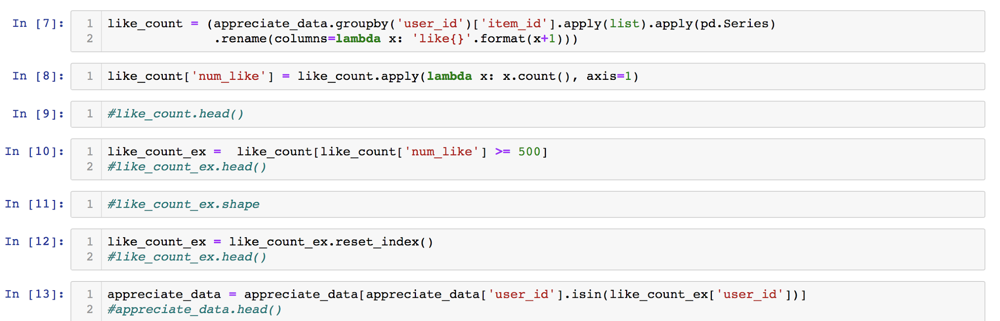 In [7]: 1 like_count = (appreciate_data.groupby('user_id')['item_id'].apply(list).apply(pd.Series)
2 .rename(columns=lambda x: 'like{}'.format(x+1)))
In [8]: 1 like_count['num_like'] = like_count.apply(lambda x: x.count(), axis=1)
In [9]: 1 #like_count.head()
In [10]: 1 like_count_ex =  like_count[like_count['num_like'] >= 500]
2 #like_count_ex.head()
In [11]: 1 #like_count_ex.shape
In [12]: 1 like_count_ex = like_count_ex.reset_index()
2 #like_count_ex.head()
In [13]: 1 appreciate_data = appreciate_data[appreciate_data['user_id'].isin(like_count_ex['user_id'])]
2 #appreciate_data.head()